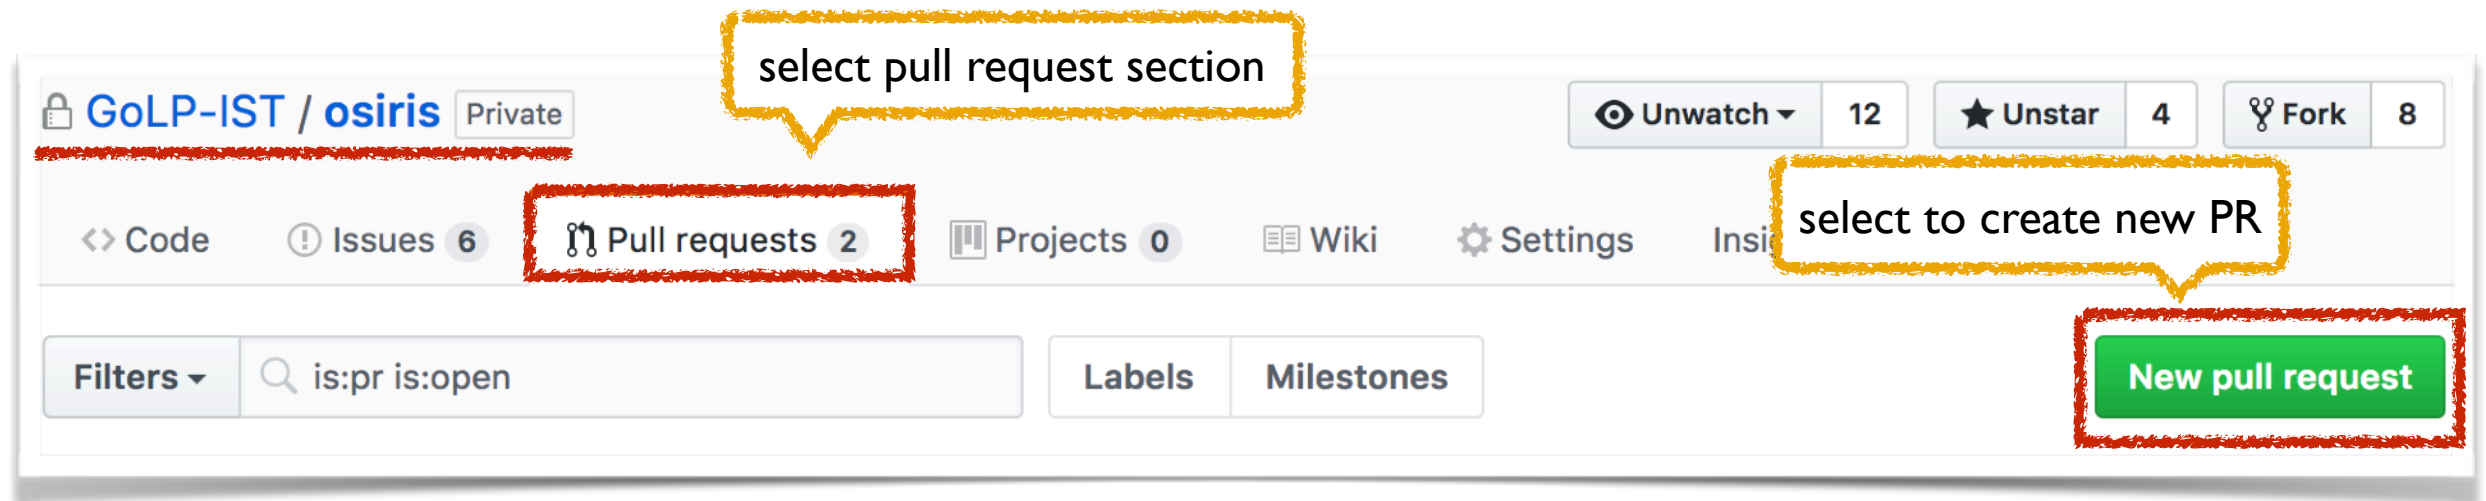 select pull request section
GoLP-IST / osiris Private
Unwatch 12 Unstar 4 Fork 8
select to create new PR
Code Issues 6 Pull requests 2 Projects 0 Wiki Settings
Filters is:pr is:open Labels Milestones New pull request